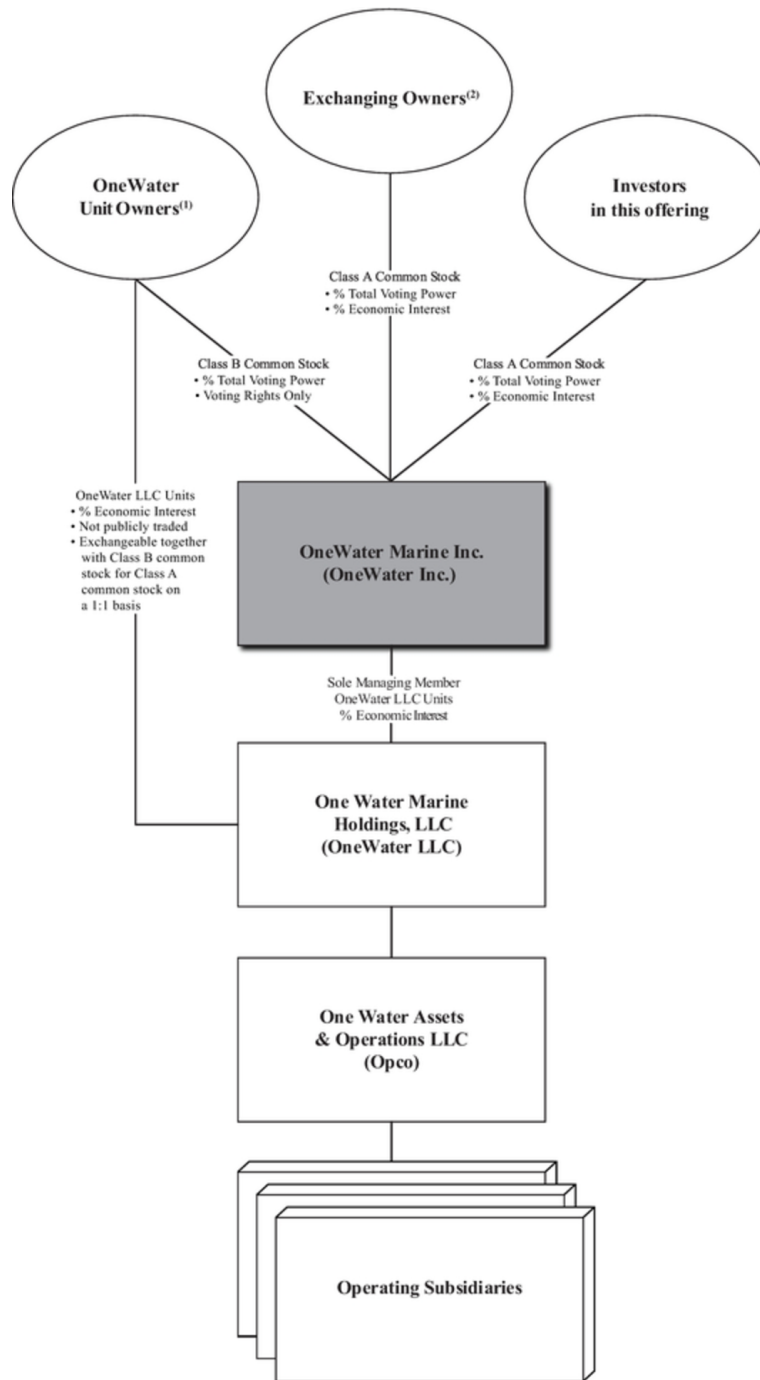 Exchanging Owners(2)
OneWater
Unit Owners(1)
Investors
in this offering
Class A Common Stock
• % Total Voting Power
• % Economic Interest
Class B Common Stock
• % Total Voting Power
• Voting Rights Only
Class A Common Stock
• % Total Voting Power
• % Economic Interest
OneWater LLC Units
• % Economic Interest
• Not publicly traded
• Exchangeable together
with Class B common
stock for Class A
common stock on
a 1:1 basis
OneWater Marine Inc.
(OneWater Inc.)
Sole Managing Member
OneWater LLC Units
% Economic Interest
One Water Marine
Holdings, LLC
(OneWater LLC)
One Water Assets
& Operations LLC
(Opco)
Operating Subsidiaries